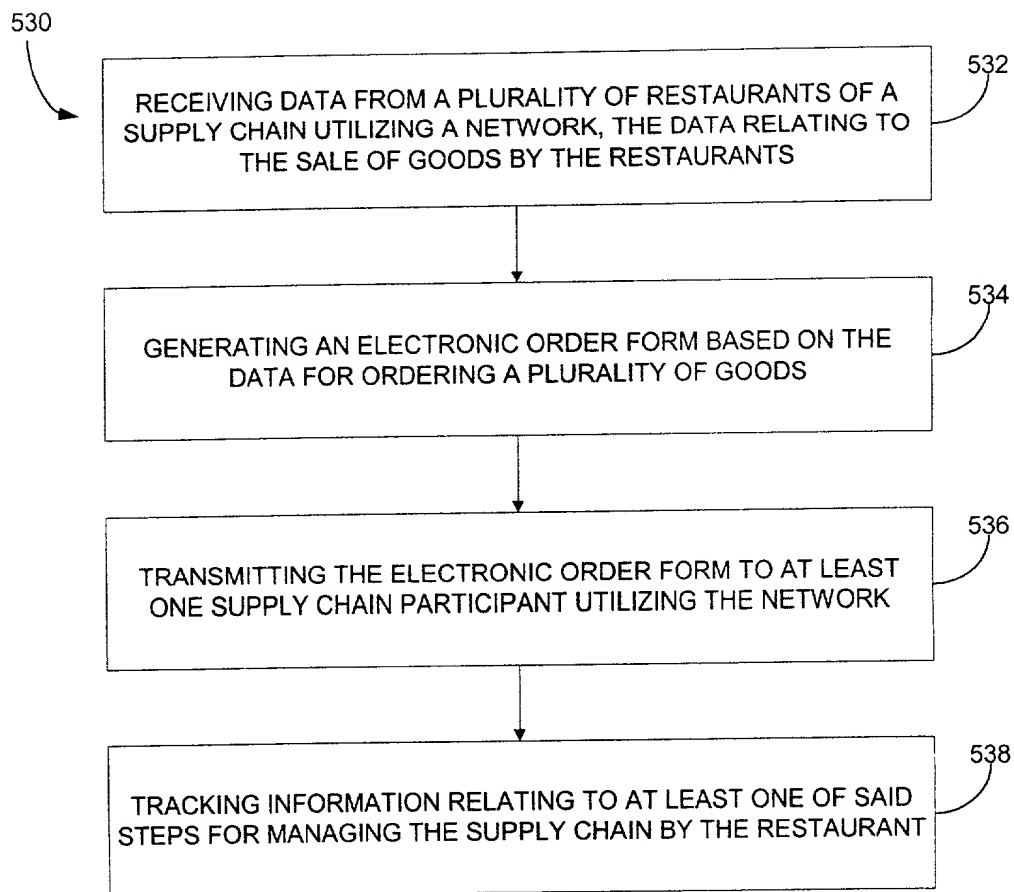 530
532
RECEIVING DATA FROM A PLURALITY OF RESTAURANTS OF A
SUPPLY CHAIN UTILIZING A NETWORK, THE DATA RELATING TO
THE SALE OF GOODS BY THE RESTAURANTS
534
GENERATING AN ELECTRONIC ORDER FORM BASED ON THE
DATA FOR ORDERING A PLURALITY OF GOODS
536
TRANSMITTING THE ELECTRONIC ORDER FORM TO AT LEAST
ONE SUPPLY CHAIN PARTICIPANT UTILIZING THE NETWORK
538
TRACKING INFORMATION RELATING TO AT LEAST ONE OF SAID
STEPS FOR MANAGING THE SUPPLY CHAIN BY THE RESTAURANT